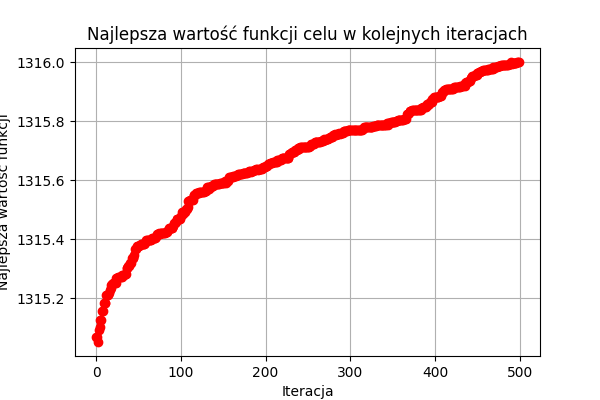 Najlepsza wartość funkcji celu w kolejnych iteracjach
Najlepsza wartość funkcji
1316.0
1315.8
1315.6
1315.4
1315.2
0 100 200 300 400 500
Iteracja